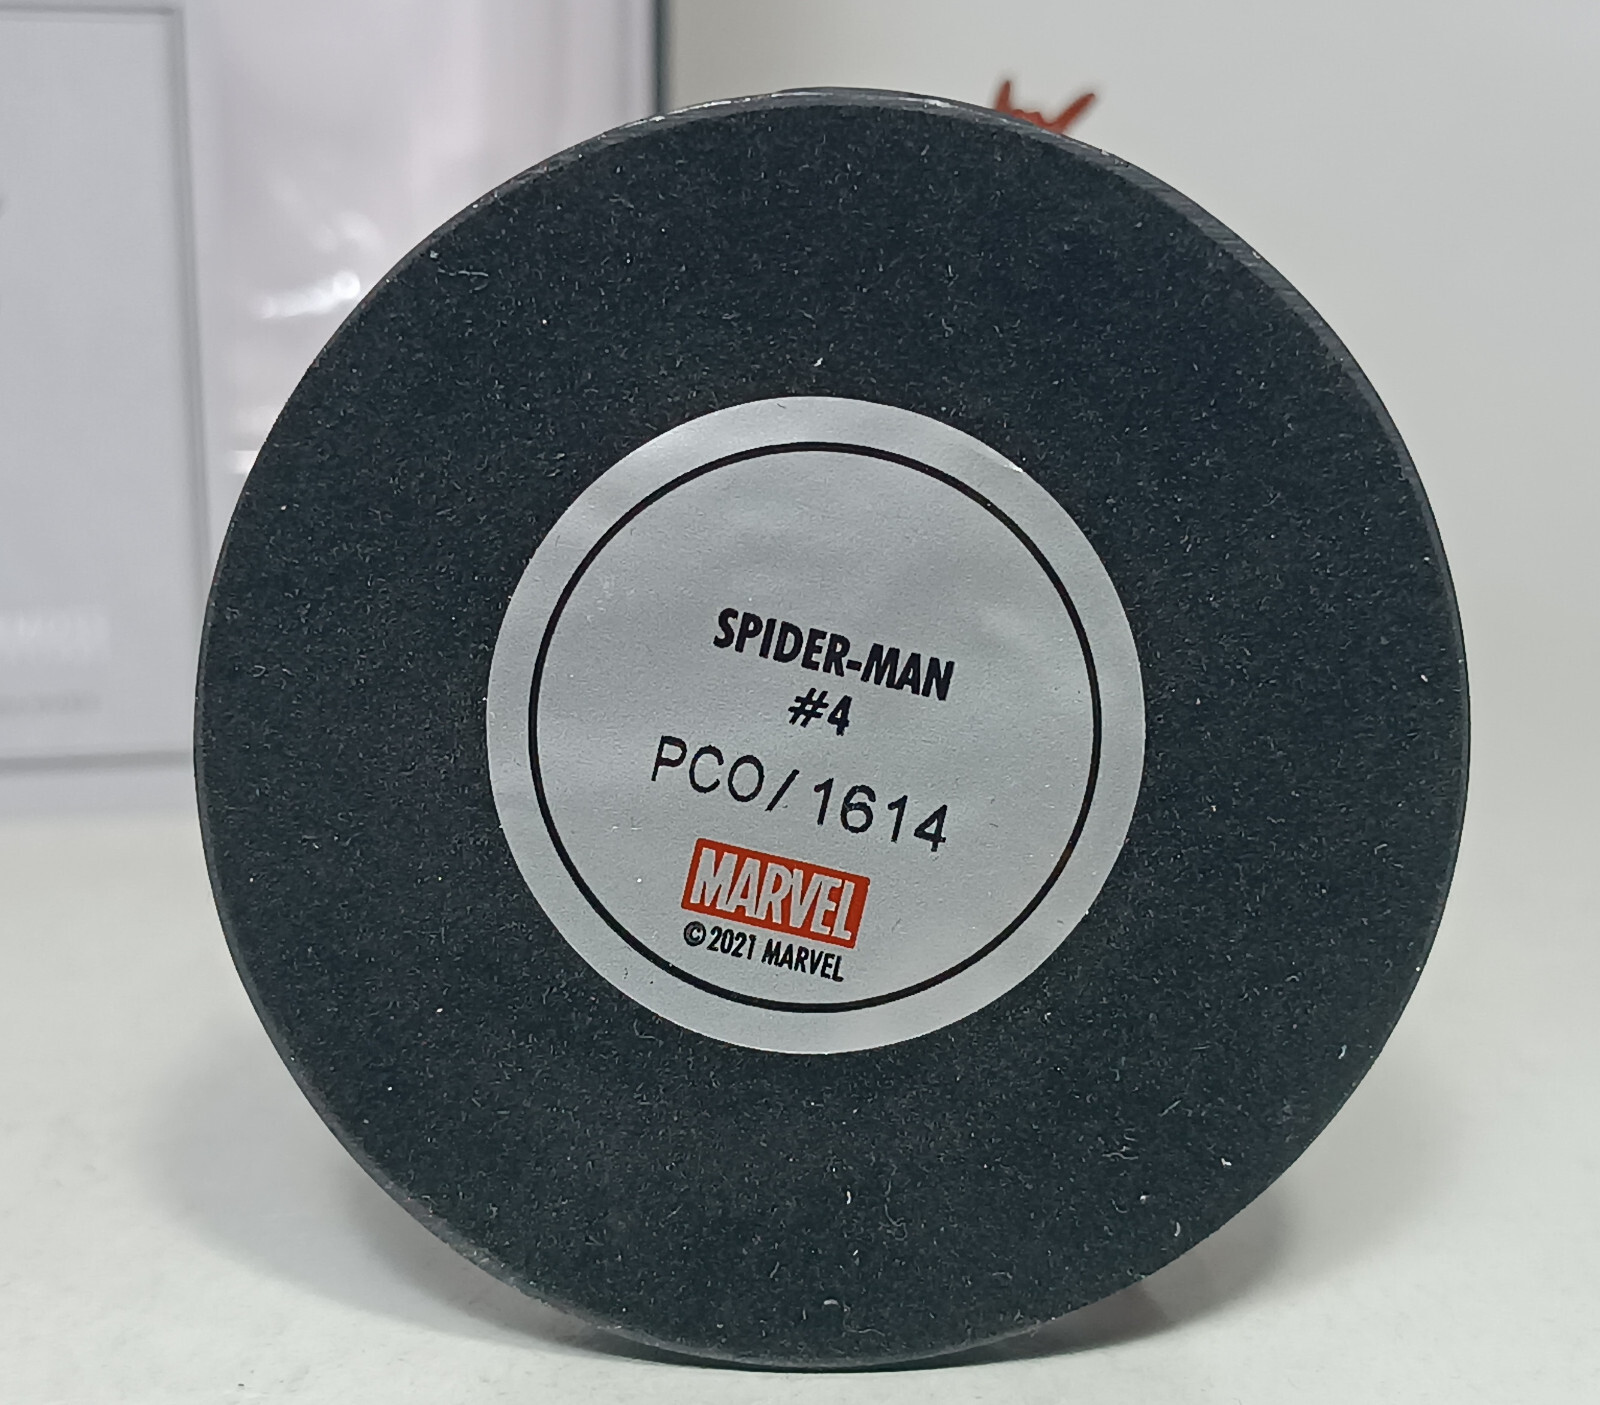 SPIDER-MAN
#4
PCO/1614
MARVEL
© 2021 MARVEL